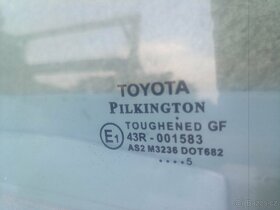 TOYOTA
PILKINGTON
TOUGHENED GF
E1 43R-001583
AS2 M3236 DOT682
....5